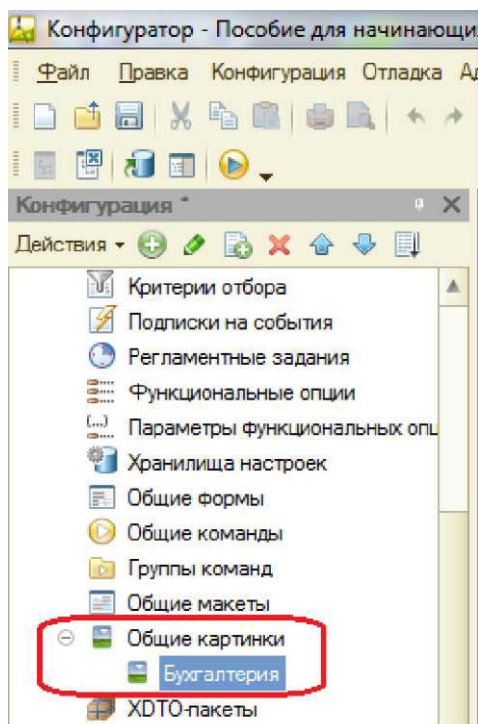 Конфигуратор - Пособие для начинающи
Файл Правка Конфигурация Отладка Ад
Конфигурация *
Действия
Критерии отбора
Подписки на события
Регламентные задания
Функциональные опции
Параметры функциональных опц
Хранилища настроек
Общие формы
Общие команды
Группы команд
Общие макеты
Общие картинки
Бухгалтерия
XDTO-пакеты